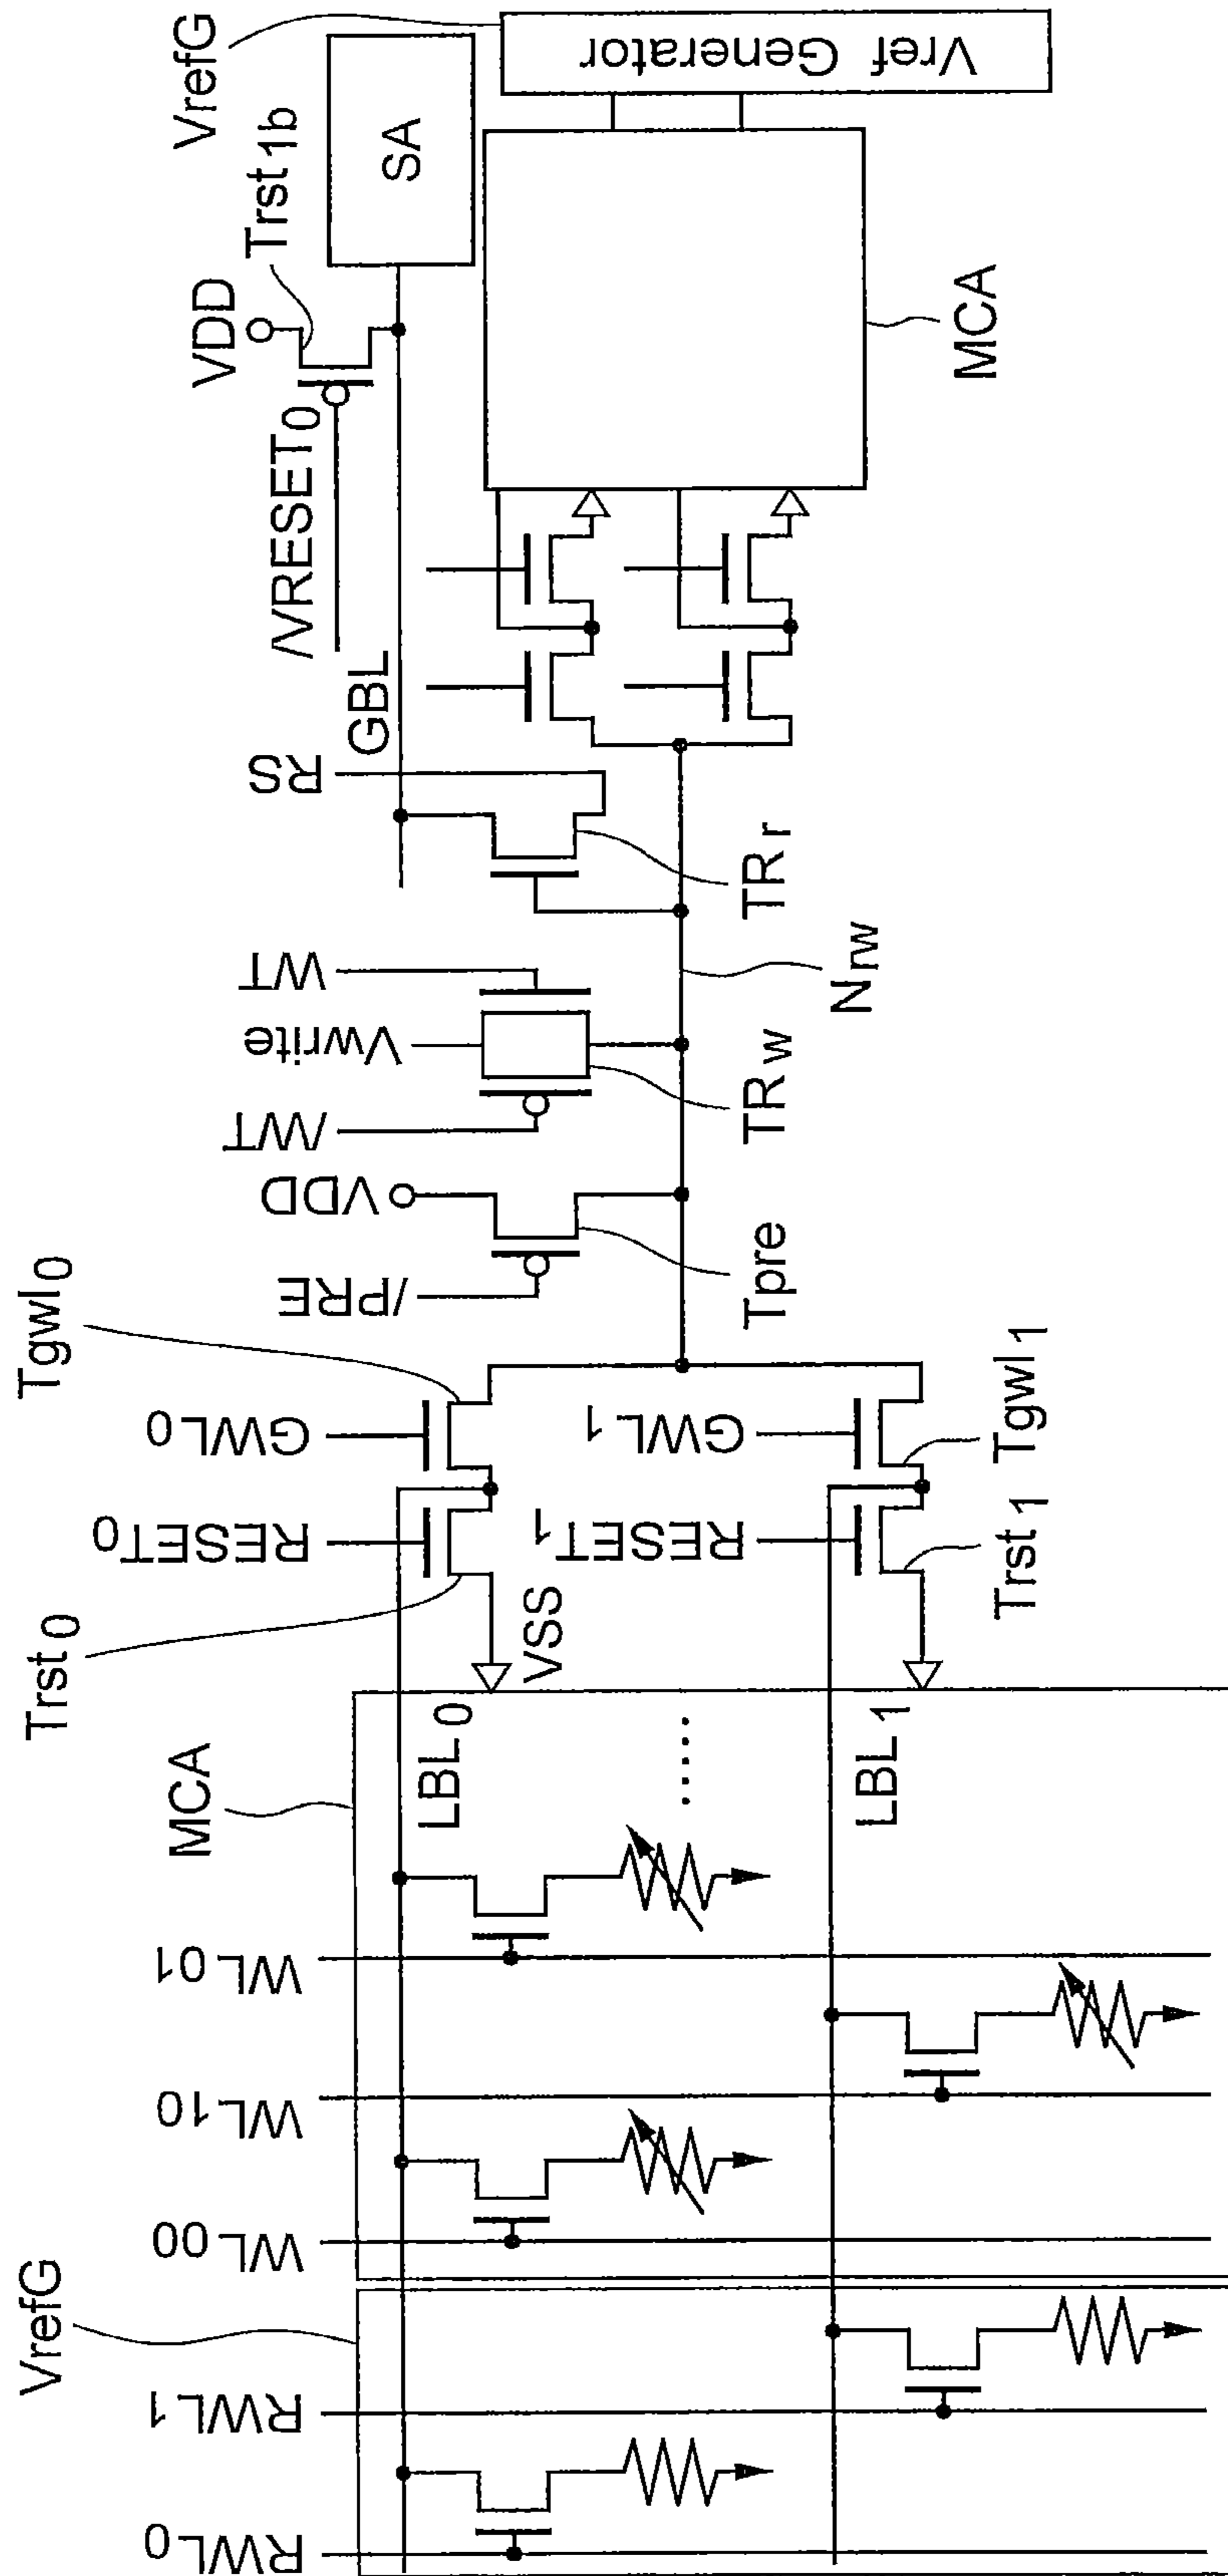 VrefG
Trst1b
VDD
SA
Vref Generator
/VRESET0
GBL
MCA
RS
TRr
WT
Vwrite
/WT
Nrw
TRw
VDD
/PRE
Tpre
Tgwl0
GWL0
RESET0
Trst0
GWL1
RESET1
Tgwl1
Trst1
VSS
MCA
LBL0
LBL1
WL01
WL10
WL00
VrefG
RWL1
RWL0